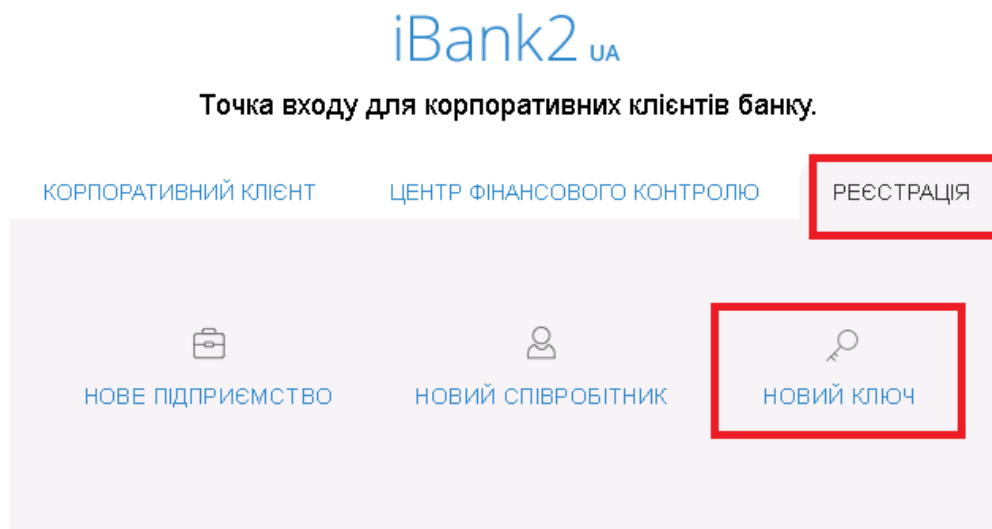 iBank2 UA
Точка входу для корпоративних клієнтів банку.
КОРПОРАТИВНИЙ КЛІЄНТ ЦЕНТР ФІНАНСОВОГО КОНТРОЛЮ РЕЄСТРАЦІЯ
НОВЕ ПІДПРИЄМСТВО НОВИЙ СПІВРОБІТНИК НОВИЙ КЛЮЧ